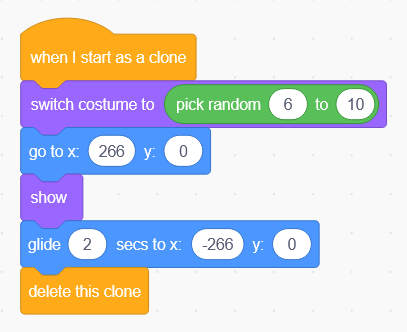 when I start as a clone
switch costume to pick random 6 to 10
go to x: 266 y: 0
show
glide 2 secs to x: -266 y: 0
delete this clone